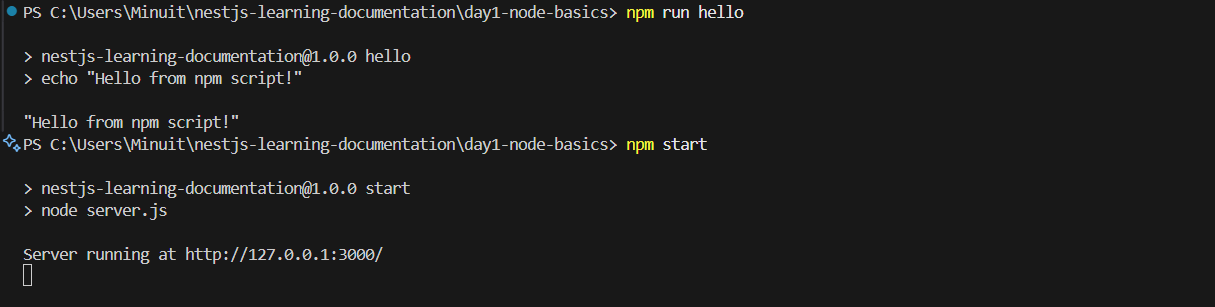 PS C:\Users\Minuit\nestjs-learning-documentation\day1-node-basics> npm run hello
> nestjs-learning-documentation@1.0.0 hello
> echo "Hello from npm script!"
"Hello from npm script!"
PS C:\Users\Minuit\nestjs-learning-documentation\day1-node-basics> npm start
> nestjs-learning-documentation@1.0.0 start
> node server.js
Server running at http://127.0.0.1:3000/